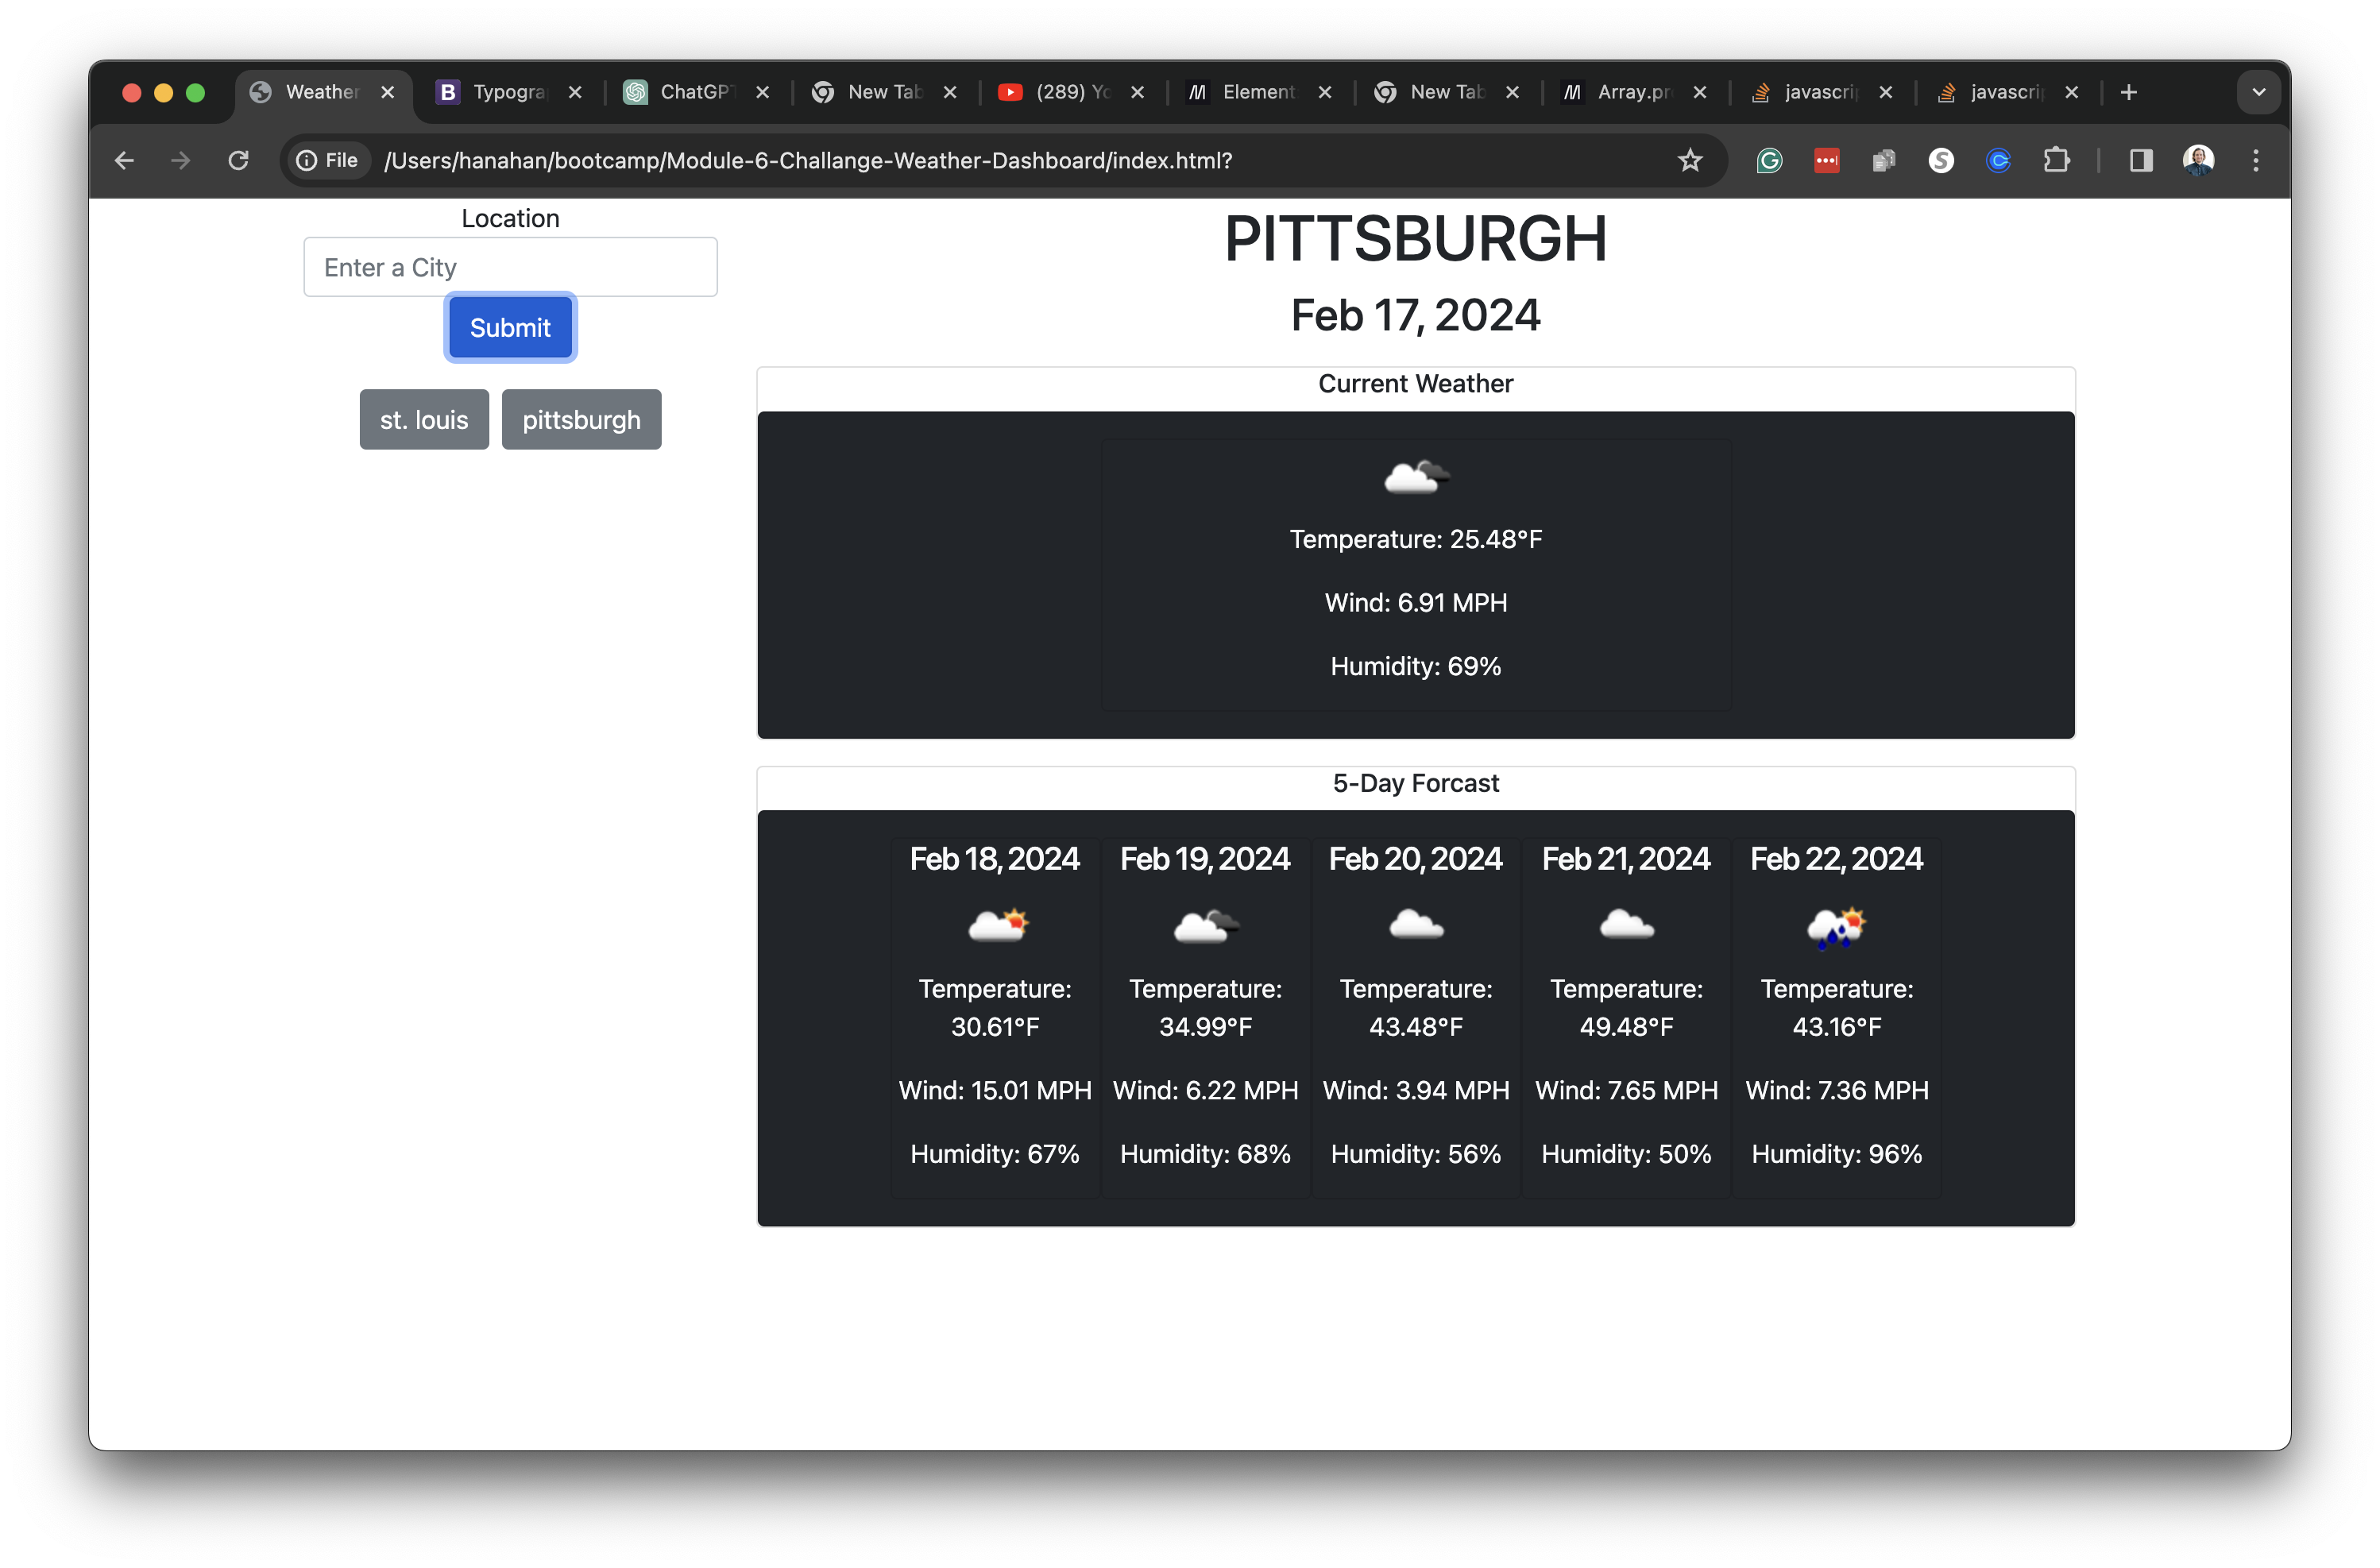 Weather
Typogra
ChatGPT
New Tab
(289) Yo
Element:
New Tab
Array.pr
javascri
javascri
File /Users/hanahan/bootcamp/Module-6-Challange-Weather-Dashboard/index.html?
Location
Enter a City
Submit
st. louis pittsburgh
PITTSBURGH
Feb 17, 2024
Current Weather
Temperature: 25.48°F
Wind: 6.91 MPH
Humidity: 69%
5-Day Forcast
Feb 18, 2024 Feb 19, 2024 Feb 20, 2024 Feb 21, 2024 Feb 22, 2024
Temperature: Temperature: Temperature: Temperature: Temperature:
30.61°F 34.99°F 43.48°F 49.48°F 43.16°F
Wind: 15.01 MPH Wind: 6.22 MPH Wind: 3.94 MPH Wind: 7.65 MPH Wind: 7.36 MPH
Humidity: 67% Humidity: 68% Humidity: 56% Humidity: 50% Humidity: 96%